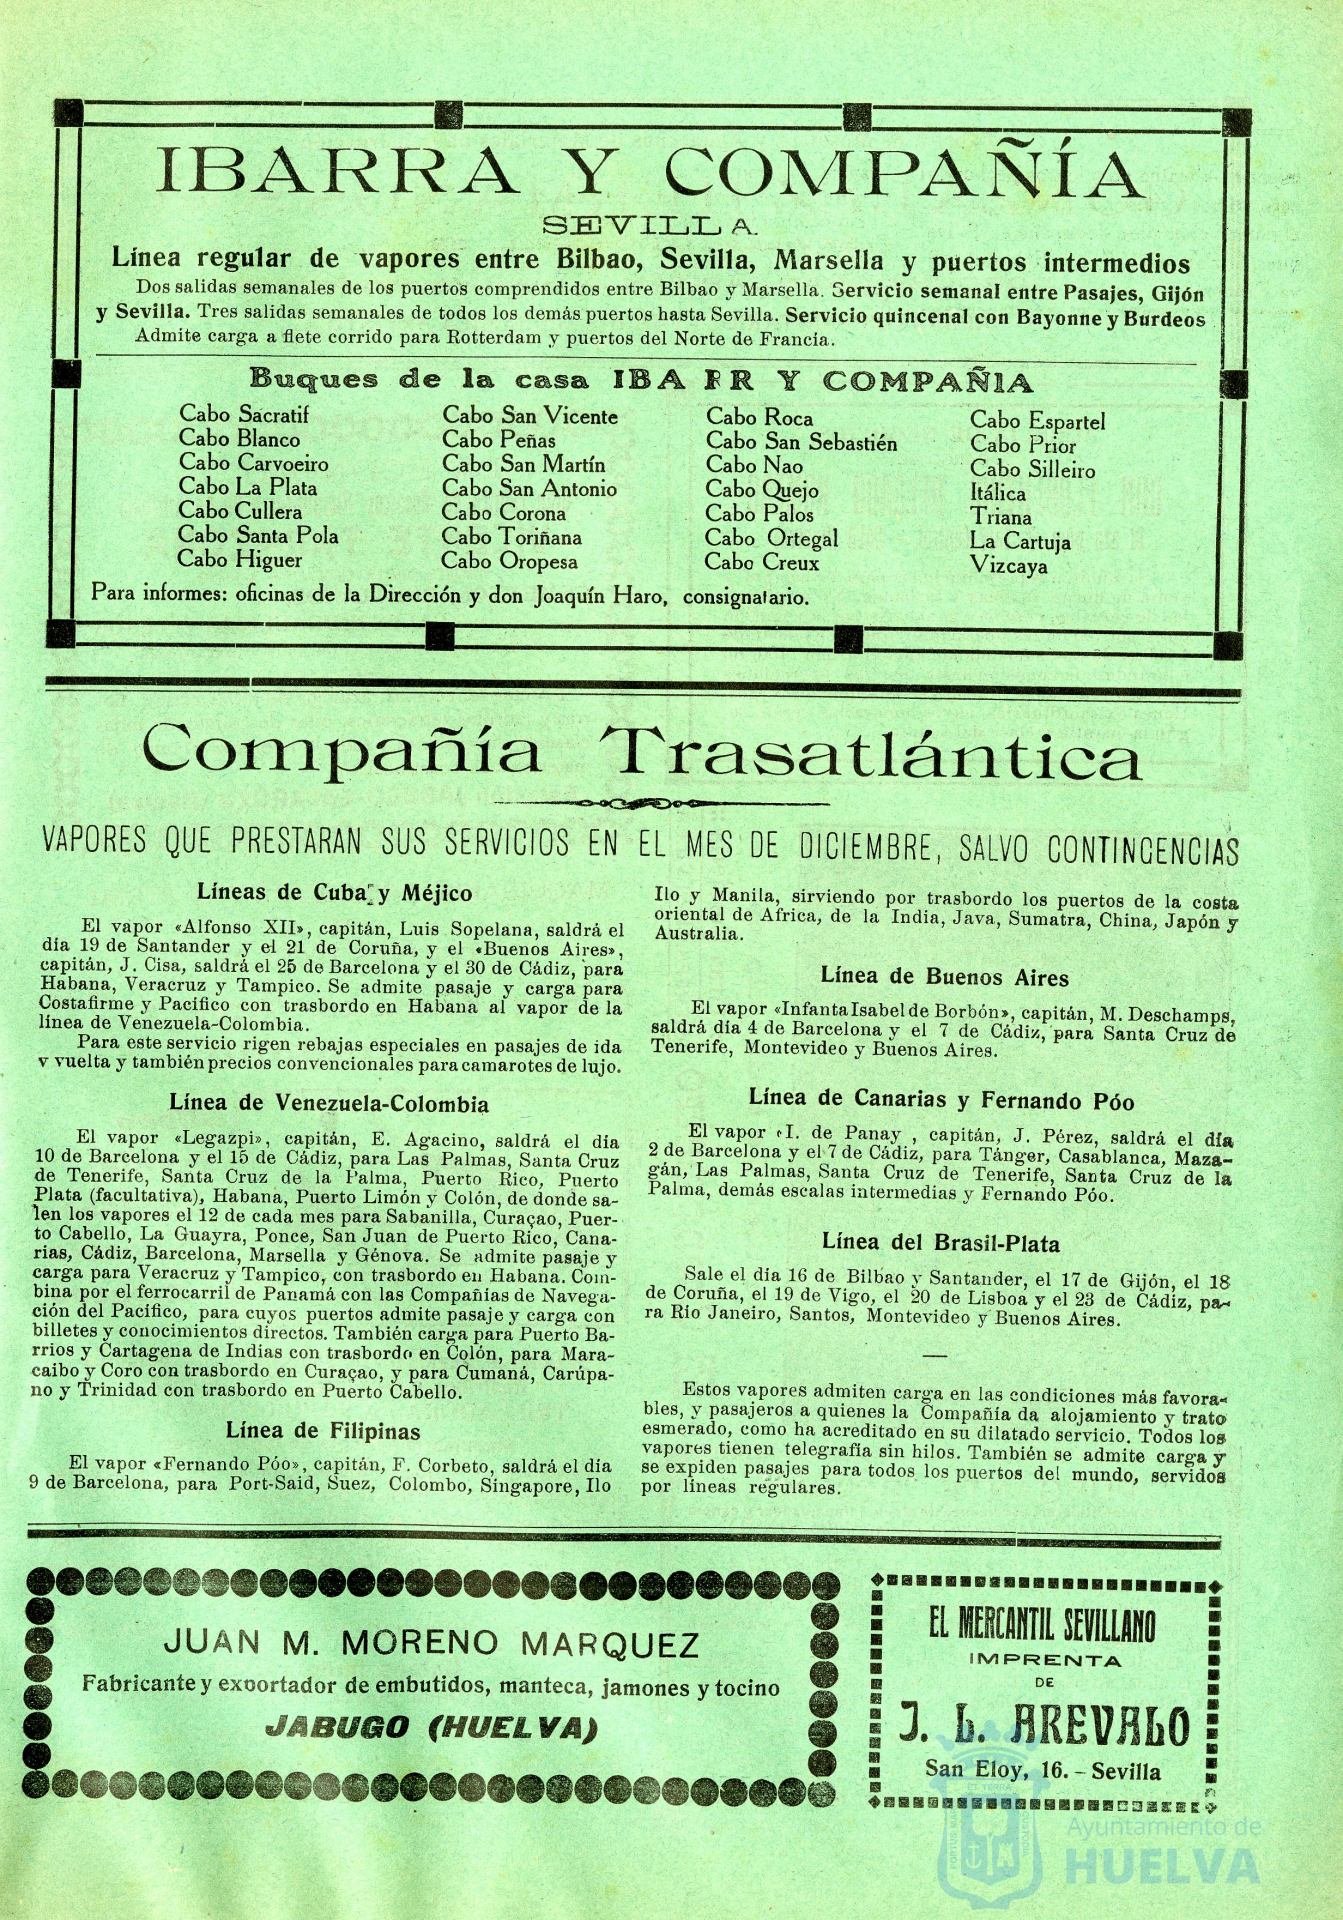 IBARRA Y COMPAÑÍA
SEVILLA
Línea regular de vapores entre Bilbao, Sevilla, Marsella y puertos intermedios
Dos salidas semanales de los puertos comprendidos entre Bilbao y Marsella. Servicio semanal entre Pasajes, Gijón
y Sevilla. Tres salidas semanales de todos los demás puertos hasta Sevilla. Servicio quincenal con Bayonne y Burdeos
Admite carga a flete corrido para Rotterdam y puertos del Norte de Francia.
Buques de la casa IBARR Y COMPAÑIA
Cabo Sacratif
Cabo Blanco
Cabo Carvoeiro
Cabo La Plata
Cabo Cullera
Cabo Santa Pola
Cabo Higuer
Cabo San Vicente
Cabo Peñas
Cabo San Martín
Cabo San Antonio
Cabo Corona
Cabo Toriñana
Cabo Oropesa
Cabo Roca
Cabo San Sebastién
Cabo Nao
Cabo Quejo
Cabo Palos
Cabo Ortegal
Cabo Creux
Cabo Espartel
Cabo Prior
Cabo Silleiro
Itálica
Triana
La Cartuja
Vizcaya
Para informes: oficinas de la Dirección y don Joaquín Haro, consignatario.
Compañía Trasatlántica
VAPORES QUE PRESTARAN SUS SERVICIOS EN EL MES DE DICIEMBRE, SALVO CONTINGENCIAS
Líneas de Cuba y Méjico
El vapor «Alfonso XII», capitán, Luis Sopelana, saldrá el
día 19 de Santander y el 21 de Coruña, y el «Buenos Aires»,
capitán, J. Cisa, saldrá el 25 de Barcelona y el 30 de Cádiz, para
Habana, Veracruz y Tampico. Se admite pasaje y carga para
Costafirme y Pacífico con trasbordo en Habana al vapor de la
línea de Venezuela-Colombia.
Para este servicio rigen rebajas especiales en pasajes de ida
v vuelta y también precios convencionales para camarotes de lujo.
Línea de Venezuela-Colombia
El vapor «Legazpi», capitán, E. Agacino, saldrá el día
10 de Barcelona y el 15 de Cádiz, para Las Palmas, Santa Cruz
de Tenerife, Santa Cruz de la Palma, Puerto Rico, Puerto
Plata (facultativa), Habana, Puerto Limón y Colón, de donde sa-
len los vapores el 12 de cada mes para Sabanilla, Curaçao, Puer-
to Cabello, La Guayra, Ponce, San Juan de Puerto Rico, Cana-
rias, Cádiz, Barcelona, Marsella y Génova. Se admite pasaje y
carga para Veracruz y Tampico, con trasbordo en Habana. Com-
bina por el ferrocarril de Panamá con las Compañías de Navega-
ción del Pacífico, para cuyos puertos admite pasaje y carga con
billetes y conocimientos directos. También carga para Puerto Ba-
rrios y Cartagena de Indias con trasbordo en Colón, para Mara-
caibo y Coro con trasbordo en Curaçao, y para Cumaná, Carúpa-
no y Trinidad con trasbordo en Puerto Cabello.
Línea de Filipinas
El vapor «Fernando Póo», capitán, F. Corbeto, saldrá el día
9 de Barcelona, para Port-Said, Suez, Colombo, Singapore, Ilo
Ilo y Manila, sirviendo por trasbordo los puertos de la costa
oriental de Africa, de la India, Java, Sumatra, China, Japón y
Australia.
Línea de Buenos Aires
El vapor «Infanta Isabel de Borbón», capitán, M. Deschamps,
saldrá día 4 de Barcelona y el 7 de Cádiz, para Santa Cruz de
Tenerife, Montevideo y Buenos Aires.
Línea de Canarias y Fernando Póo
El vapor «I. de Panay , capitán, J. Pérez, saldrá el día
2 de Barcelona y el 7 de Cádiz, para Tánger, Casablanca, Maza-
gán, Las Palmas, Santa Cruz de Tenerife, Santa Cruz de la
Palma, demás escalas intermedias y Fernando Póo.
Línea del Brasil-Plata
Sale el día 16 de Bilbao y Santander, el 17 de Gijón, el 18
de Coruña, el 19 de Vigo, el 20 de Lisboa y el 23 de Cádiz, pa-
ra Río Janeiro, Santos, Montevideo y Buenos Aires.
Estos vapores admiten carga en las condiciones más favora-
bles, y pasajeros a quienes la Compañía da alojamiento y trato
esmerado, como ha acreditado en su dilatado servicio. Todos los
vapores tienen telegrafía sin hilos. También se admite carga y
se expiden pasajes para todos los puertos del mundo, servidos
por líneas regulares.
JUAN M. MORENO MARQUEZ
Fabricante y exportador de embutidos, manteca, jamones y tocino
JABUGO (HUELVA)
EL MERCANTIL SEVILLANO
IMPRENTA
DE
J. L. AREVALO
San Eloy, 16. - Sevilla
Ayuntamiento de
HUELVA